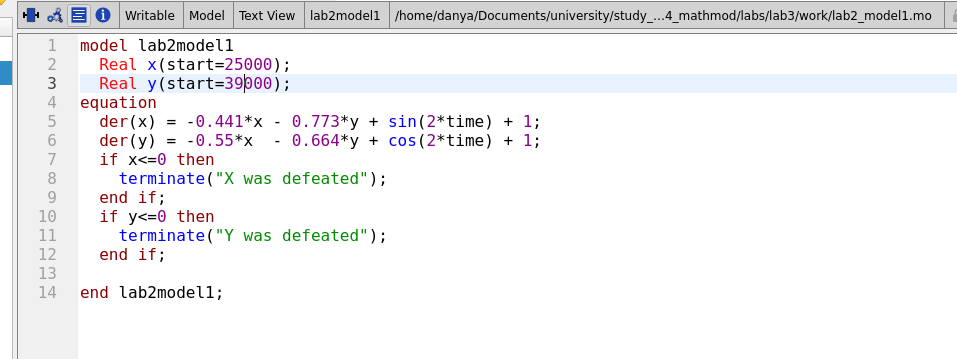 Writable Model Text View lab2model1 /home/danya/Documents/university/study_...4_mathmod/labs/lab3/work/lab2_model1.mo
1 model lab2model1
2   Real x(start=25000);
3   Real y(start=39000);
4 equation
5   der(x) = -0.441*x - 0.773*y + sin(2*time) + 1;
6   der(y) = -0.55*x  - 0.664*y + cos(2*time) + 1;
7   if x<=0 then
8     terminate("X was defeated");
9   end if;
10   if y<=0 then
11     terminate("Y was defeated");
12   end if;
13
14 end lab2model1;